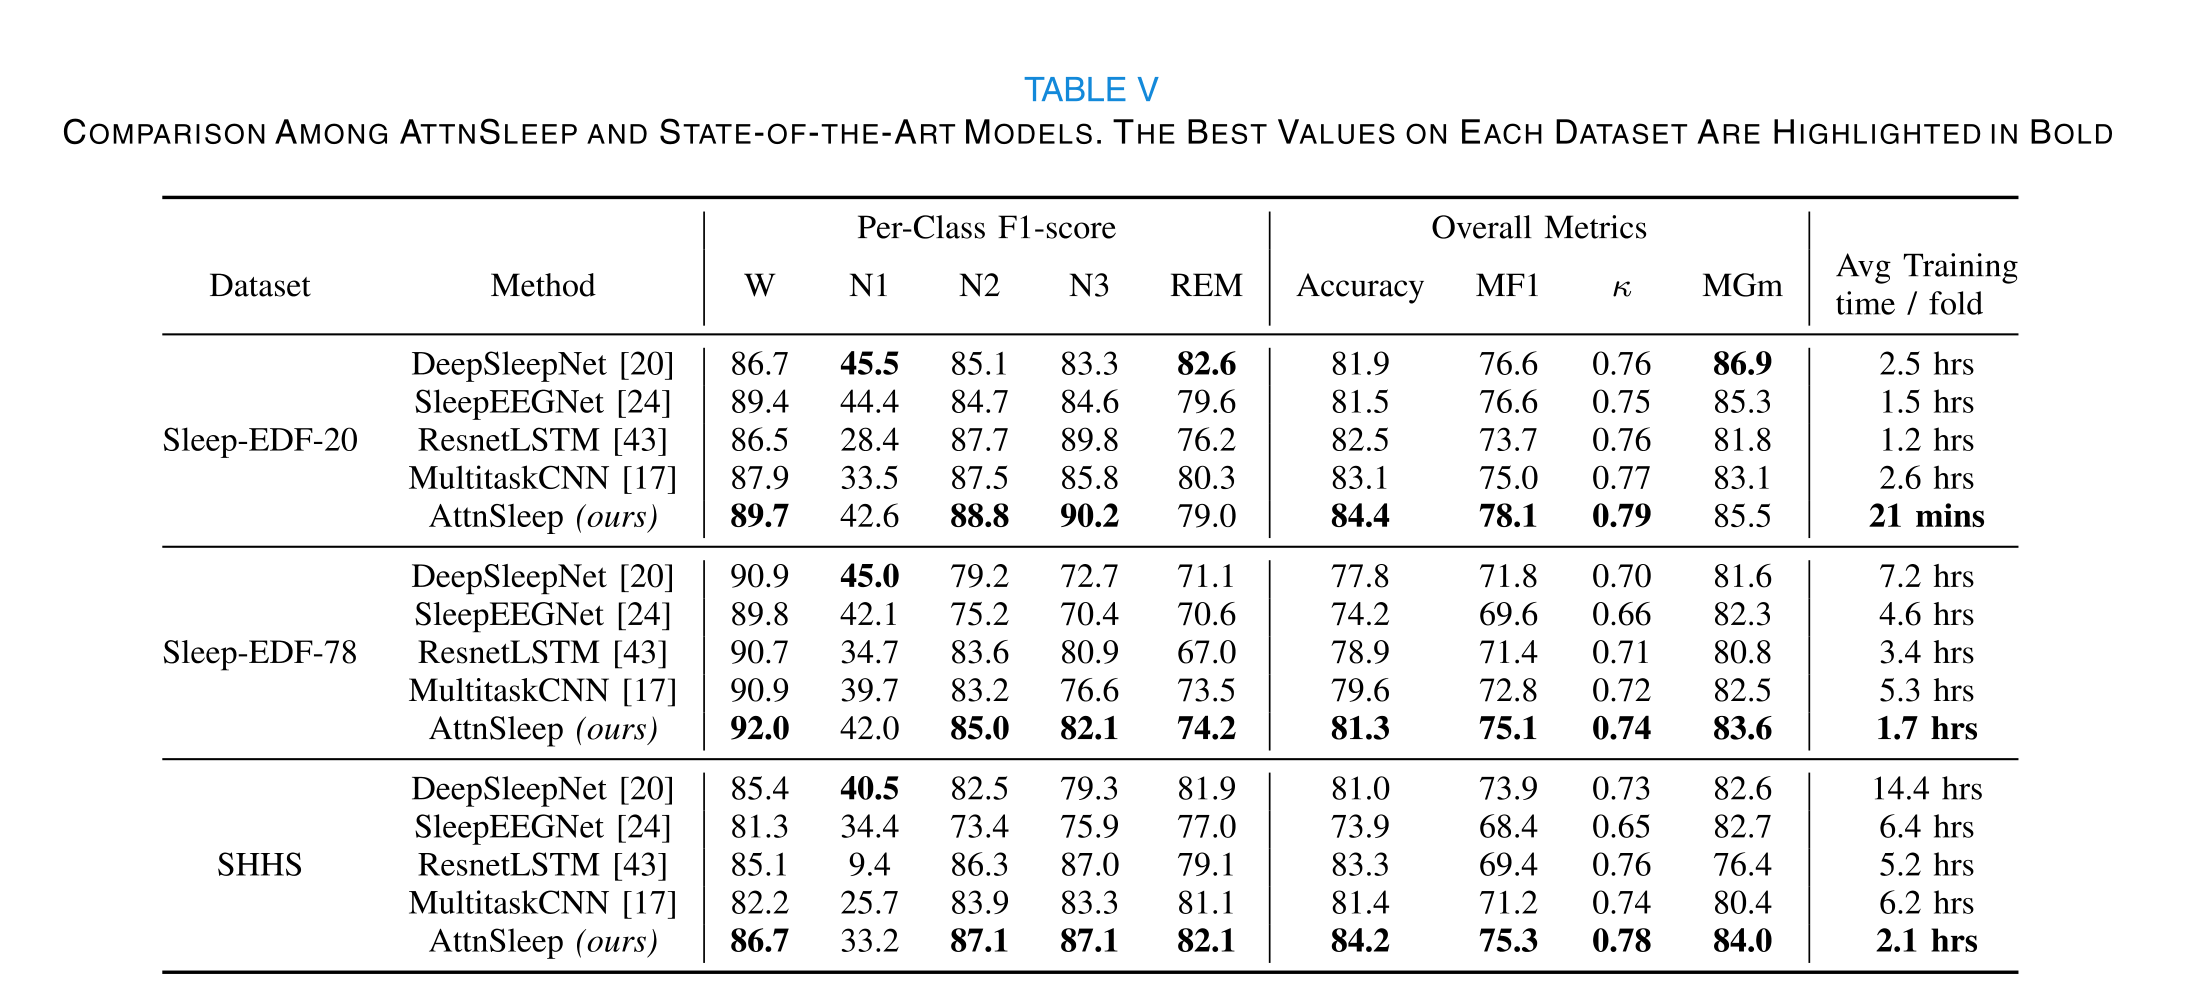 TABLE V
COMPARISON AMONG ATTNSLEEP AND STATE-OF-THE-ART MODELS. THE BEST VALUES ON EACH DATASET ARE HIGHLIGHTED IN BOLD
Per-Class F1-score Overall Metrics
Dataset Method W N1 N2 N3 REM Accuracy MF1 κ MGm Avg Training
time / fold
DeepSleepNet [20] 86.7 45.5 85.1 83.3 82.6 81.9 76.6 0.76 86.9 2.5 hrs
SleepEEGNet [24] 89.4 44.4 84.7 84.6 79.6 81.5 76.6 0.75 85.3 1.5 hrs
Sleep-EDF-20 ResnetLSTM [43] 86.5 28.4 87.7 89.8 76.2 82.5 73.7 0.76 81.8 1.2 hrs
MultitaskCNN [17] 87.9 33.5 87.5 85.8 80.3 83.1 75.0 0.77 83.1 2.6 hrs
AttnSleep (ours) 89.7 42.6 88.8 90.2 79.0 84.4 78.1 0.79 85.5 21 mins
DeepSleepNet [20] 90.9 45.0 79.2 72.7 71.1 77.8 71.8 0.70 81.6 7.2 hrs
SleepEEGNet [24] 89.8 42.1 75.2 70.4 70.6 74.2 69.6 0.66 82.3 4.6 hrs
Sleep-EDF-78 ResnetLSTM [43] 90.7 34.7 83.6 80.9 67.0 78.9 71.4 0.71 80.8 3.4 hrs
MultitaskCNN [17] 90.9 39.7 83.2 76.6 73.5 79.6 72.8 0.72 82.5 5.3 hrs
AttnSleep (ours) 92.0 42.0 85.0 82.1 74.2 81.3 75.1 0.74 83.6 1.7 hrs
DeepSleepNet [20] 85.4 40.5 82.5 79.3 81.9 81.0 73.9 0.73 82.6 14.4 hrs
SleepEEGNet [24] 81.3 34.4 73.4 75.9 77.0 73.9 68.4 0.65 82.7 6.4 hrs
SHHS ResnetLSTM [43] 85.1 9.4 86.3 87.0 79.1 83.3 69.4 0.76 76.4 5.2 hrs
MultitaskCNN [17] 82.2 25.7 83.9 83.3 81.1 81.4 71.2 0.74 80.4 6.2 hrs
AttnSleep (ours) 86.7 33.2 87.1 87.1 82.1 84.2 75.3 0.78 84.0 2.1 hrs